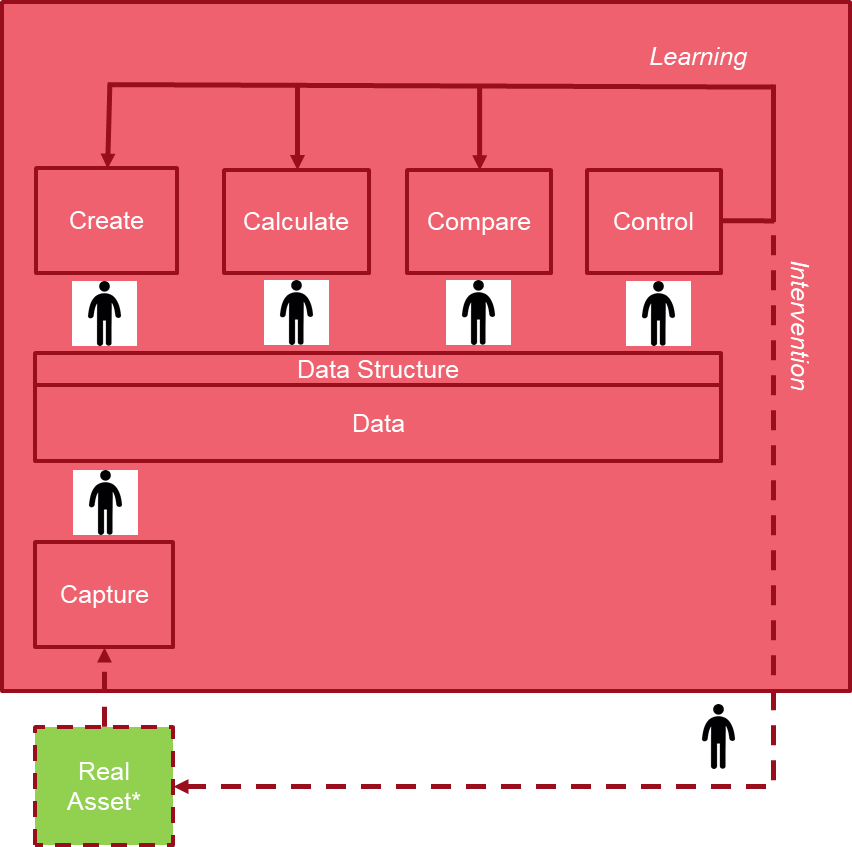 Learning
Create
Calculate
Compare
Control
Intervention
Data Structure
Data
Capture
Real
Asset*